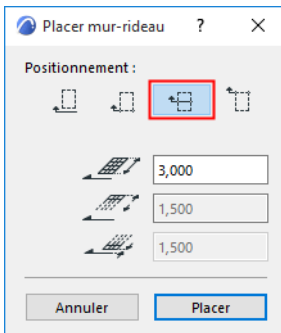 Placer mur-rideau ?
Positionnement :
3,000
1,500
1,500
Annuler Placer